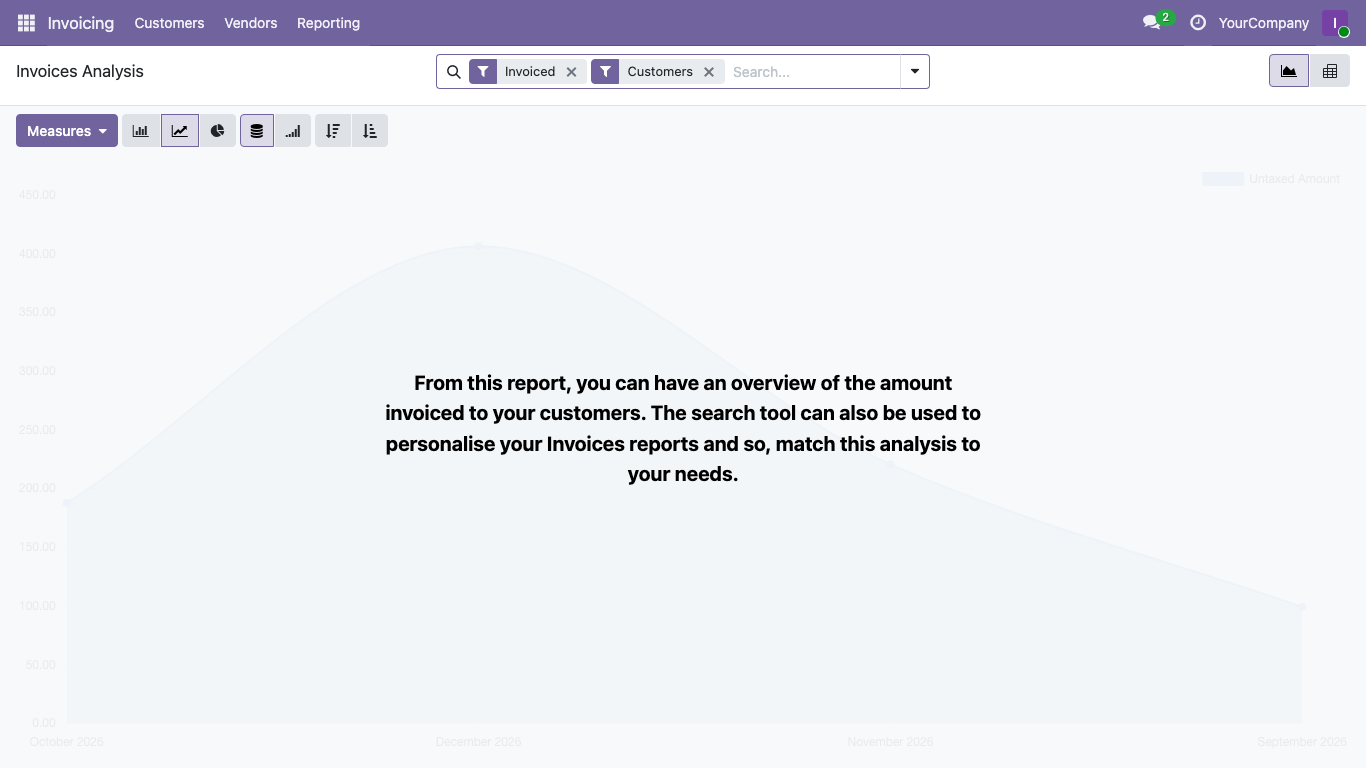 Invoicing Customers Vendors Reporting 2 YourCompany I
Invoices Analysis Invoiced Customers Search...
Measures
Untaxed Amount
450.00
400.00
350.00
300.00
250.00
200.00
150.00
100.00
50.00
0.00
From this report, you can have an overview of the amount
invoiced to your customers. The search tool can also be used to
personalise your Invoices reports and so, match this analysis to
your needs.
October 2026 December 2026 November 2026 September 2026